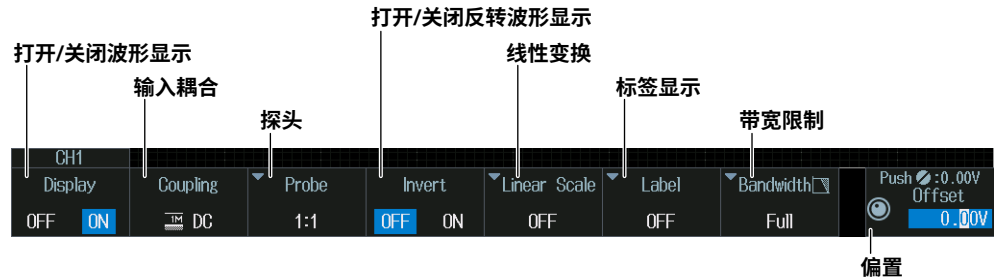 打开/关闭反转波形显示
打开/关闭波形显示
线性变换
输入耦合
标签显示
探头
带宽限制
CH1
Display
Coupling
Probe
Invert
Linear Scale
Label
Bandwidth
Push :0.00V
Offset
OFF ON
1M DC
1:1
OFF ON
OFF
OFF
Full
0.00V
偏置